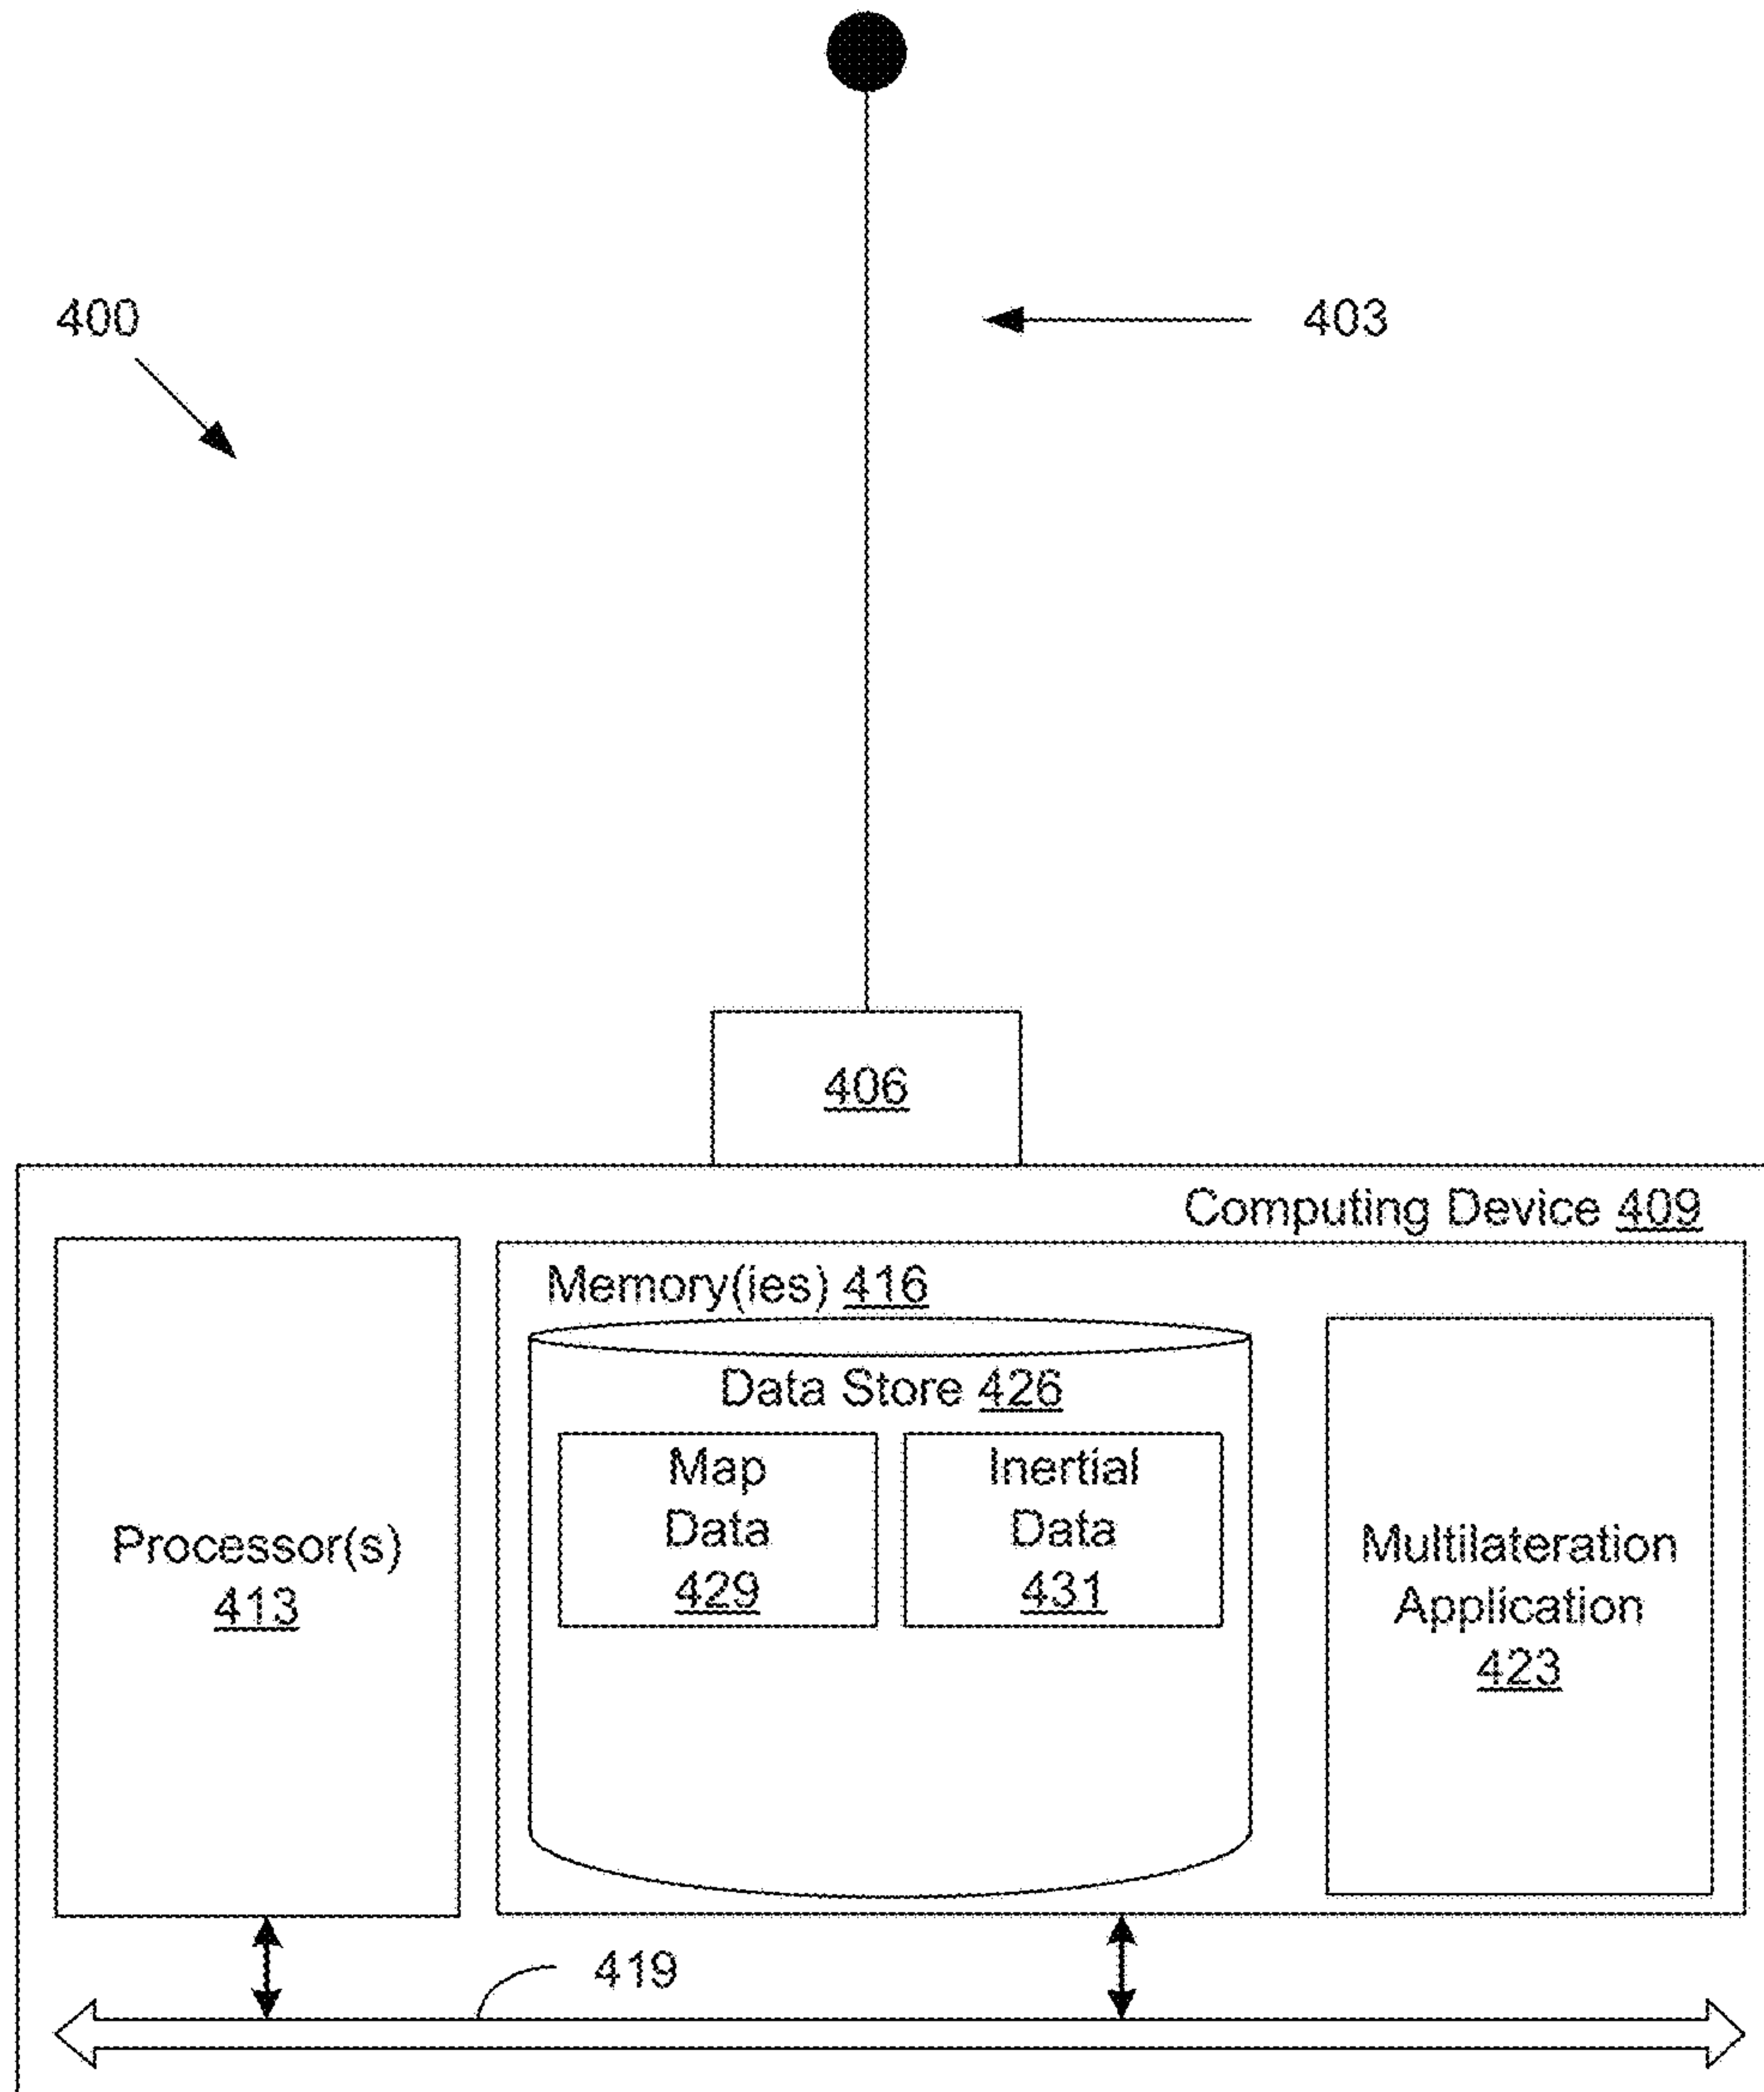 400
403
406
Computing Device 409
Memory(ies) 416
Data Store 426
Map
Data
429
Inertial
Data
431
Processor(s)
413
Multilateration
Application
423
419